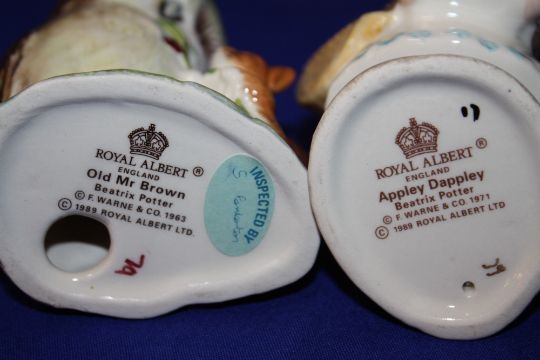 ROYAL ALBERT ®
ENGLAND
Old Mr Brown
Beatrix Potter
© F. WARNE & CO. 1963
© 1989 ROYAL ALBERT LTD.
INSPECTED BY
ROYAL ALBERT ®
ENGLAND
Appley Dappley
Beatrix Potter
© F. WARNE & CO. 1971
© 1989 ROYAL ALBERT LTD